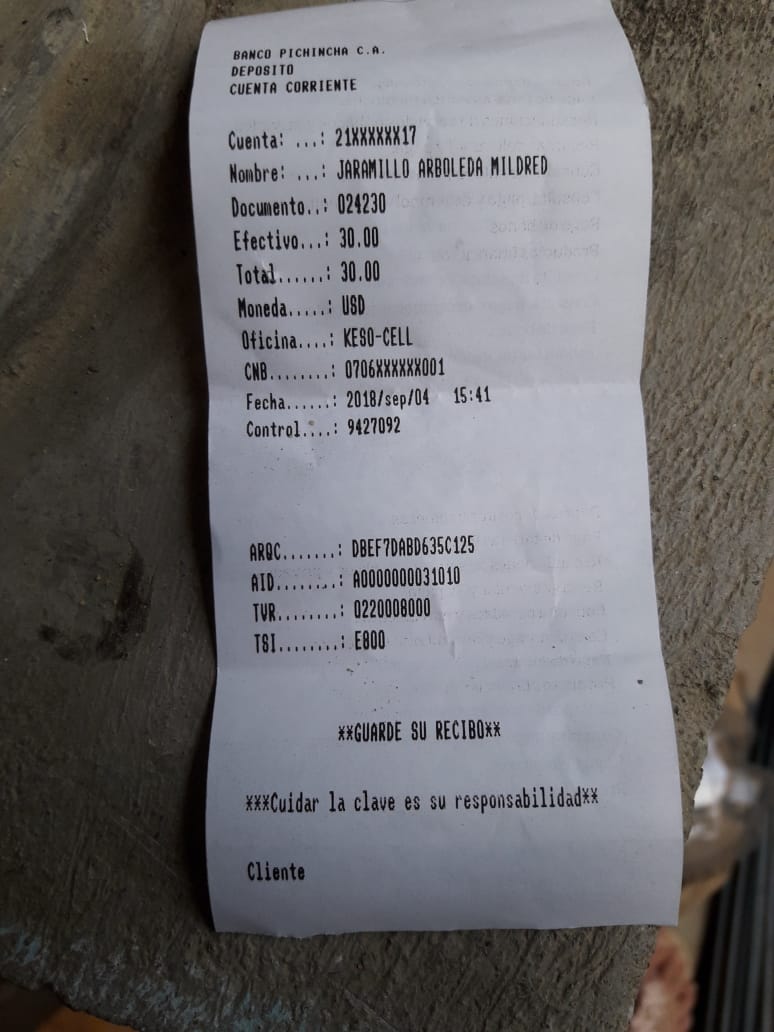 BANCO PICHINCHA C.A.
DEPOSITO
CUENTA CORRIENTE
Cuenta: ...: 21XXXXXX17
Nombre: ...: JARAMILLO ARBOLEDA MILDRED
Documento..: 024230
Efectivo...: 30.00
Total......: 30.00
Moneda.....: USD
Oficina....: KESO-CELL
CNB........: 0706XXXXXX001
Fecha......: 2018/sep/04 15:41
Control....: 9427092
ARQC.......: DBEF7DABD635C125
AID........: A0000000031010
TVR........: 0220008000
TSI........: E800
**GUARDE SU RECIBO**
***Cuidar la clave es su responsabilidad**
Cliente